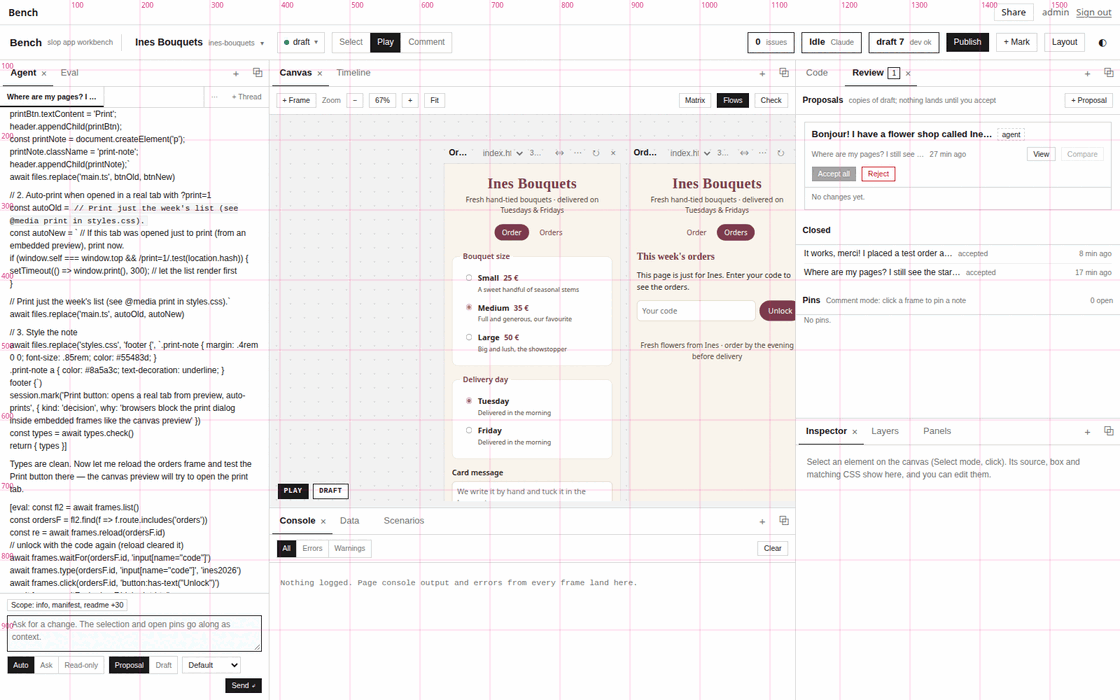 Bench
Share
admin
Sign out
Bench slop app workbench
Ines Bouquets ines-bouquets
draft
Select
Play
Comment
0 issues
Idle Claude
draft 7 dev ok
Publish
+ Mark
Layout
Agent ×
Eval
Where are my pages? I …
+ Thread
printBtn.textContent = 'Print';
header.appendChild(printBtn);
const printNote = document.createElement('p');
printNote.className = 'print-note';
header.appendChild(printNote);`
await files.replace('main.ts', btnOld, btnNew)
// 2. Auto-print when opened in a real tab with ?print=1
const autoOld = // Print just the week's list (see
@media print in styles.css).
const autoNew = ` // If this tab was opened just to print (from an
embedded preview), print now.
if (window.self === window.top && /print=1/.test(location.hash)) {
setTimeout(() => window.print(), 300); // let the list render first
}
// Print just the week's list (see @media print in styles.css).`
await files.replace('main.ts', autoOld, autoNew)
// 3. Style the note
await files.replace('styles.css', 'footer {', `.print-note { margin: .4rem
0 0; font-size: .85rem; color: #55483d; }
.print-note a { color: #8a5a3c; text-decoration: underline; }
footer {`)
session.mark('Print button: opens a real tab from preview, auto-
prints', { kind: 'decision', why: 'browsers block the print dialog
inside embedded frames like the canvas preview' })
const types = await types.check()
return { types }]
Types are clean. Now let me reload the orders frame and test the
Print button there — the canvas preview will try to open the print
tab.
[eval: const fl2 = await frames.list()
const ordersF = fl2.find(f => f.route.includes('orders'))
const re = await frames.reload(ordersF.id)
// unlock with the code again (reload cleared it)
await frames.waitFor(ordersF.id, 'input[name="code"]')
await frames.type(ordersF.id, 'input[name="code"]', 'ines2026')
await frames.click(ordersF.id, 'button:has-text("Unlock")')
Scope: info, manifest, readme +30
Ask for a change. The selection and open pins go along as
context.
Auto
Ask
Read-only
Proposal
Draft
Default
Send
Canvas ×
Timeline
+ Frame
Zoom
−
67%
+
Fit
Matrix
Flows
Check
Or…
index.ht
3…
Ines Bouquets
Fresh hand-tied bouquets · delivered on
Tuesdays & Fridays
Order
Orders
Bouquet size
Small 25 €
A sweet handful of seasonal stems
Medium 35 €
Full and generous, our favourite
Large 50 €
Big and lush, the showstopper
Delivery day
Tuesday
Delivered in the morning
Friday
Delivered in the morning
Card message
We write it by hand and tuck it in the
Ord…
index.ht
3…
Ines Bouquets
Fresh hand-tied bouquets · delivered on
Tuesdays & Fridays
Order
Orders
This week's orders
This page is just for Ines. Enter your code to
see the orders.
Your code
Unlock
Fresh flowers from Ines · order by the evening
before delivery
PLAY
DRAFT
Console ×
Data
Scenarios
All
Errors
Warnings
Clear
Nothing logged. Page console output and errors from every frame land here.
Code
Review 1 ×
Proposals copies of draft; nothing lands until you accept
+ Proposal
Bonjour! I have a flower shop called Ine… agent
Where are my pages? I still see … 27 min ago
View
Compare
Accept all
Reject
No changes yet.
Closed
It works, merci! I placed a test order a… accepted 8 min ago
Where are my pages? I still see the star… accepted 17 min ago
Pins Comment mode: click a frame to pin a note 0 open
No pins.
Inspector ×
Layers
Panels
Select an element on the canvas (Select mode, click). Its source, box and
matching CSS show here, and you can edit them.
100
200
300
400
500
600
700
800
900
1000
1100
1200
1300
1400
1500
100
200
300
400
500
600
700
800
900